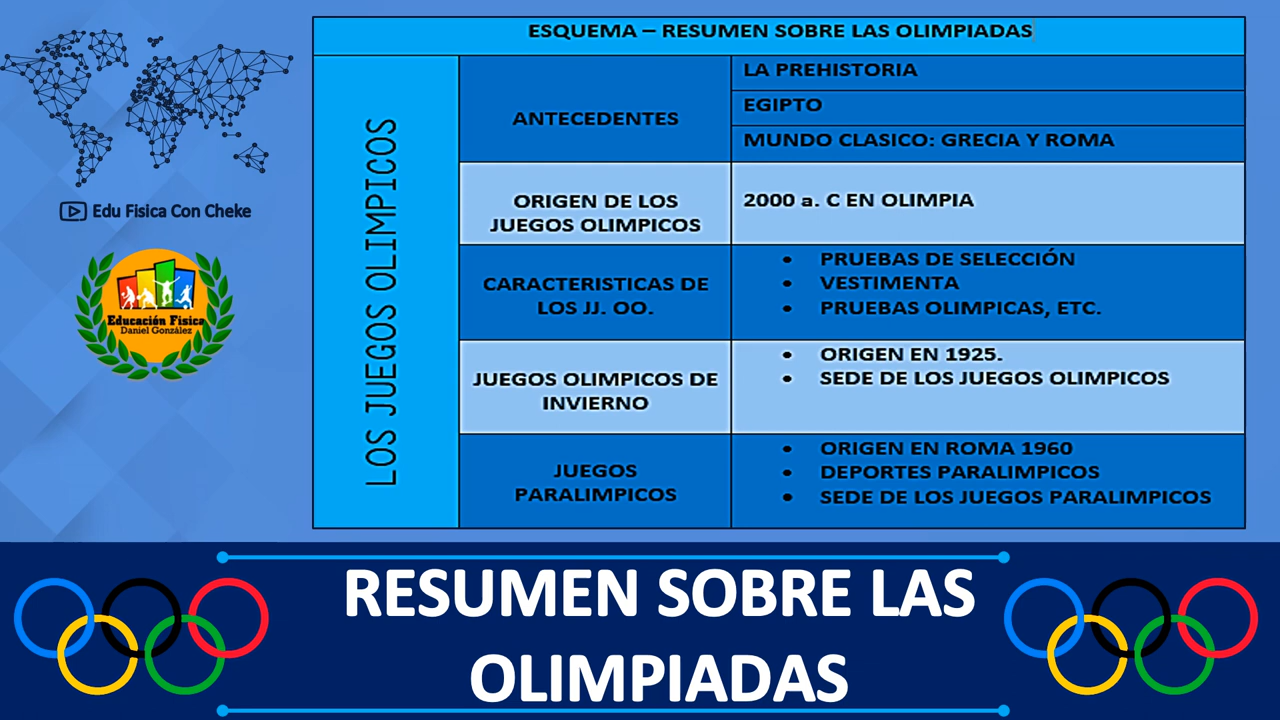 ESQUEMA – RESUMEN SOBRE LAS OLIMPIADAS
LOS JUEGOS OLIMPICOS
ANTECEDENTES
LA PREHISTORIA
EGIPTO
MUNDO CLASICO: GRECIA Y ROMA
ORIGEN DE LOS
JUEGOS OLIMPICOS
2000 a. C EN OLIMPIA
CARACTERISTICAS DE
LOS JJ. OO.
• PRUEBAS DE SELECCIÓN
• VESTIMENTA
• PRUEBAS OLIMPICAS, ETC.
JUEGOS OLIMPICOS DE
INVIERNO
• ORIGEN EN 1925.
• SEDE DE LOS JUEGOS OLIMPICOS
JUEGOS
PARALIMPICOS
• ORIGEN EN ROMA 1960
• DEPORTES PARALIMPICOS
• SEDE DE LOS JUEGOS PARALIMPICOS
Edu Fisica Con Cheke
Educación Física
Daniel González
RESUMEN SOBRE LAS
OLIMPIADAS